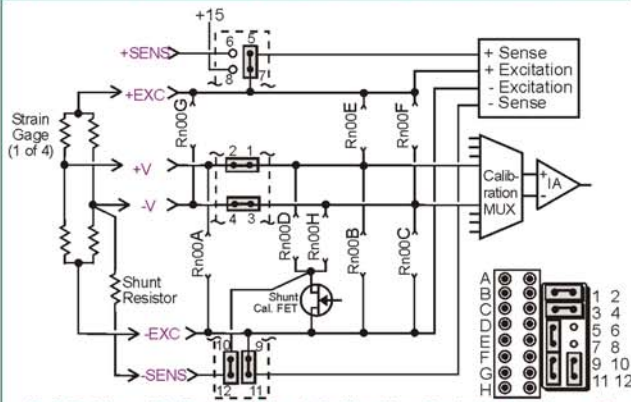 +15
+SENS
6
5
8
7
+EXC
+ Sense
+ Excitation
- Excitation
- Sense
Rn00G
Rn00E
Rn00F
Strain
Gage
(1 of 4)
+V
2 1
-V
4 3
Calib-
ration
MUX
+
-
IA
Rn00A
Rn00D
Rn00H
Rn00B
Rn00C
Shunt
Resistor
Shunt
Cal. FET
-EXC
10
9
-SENS
12
11
A
B
C
D
E
F
G
H
1 2
3 4
5 6
7 8
9 10
11 12